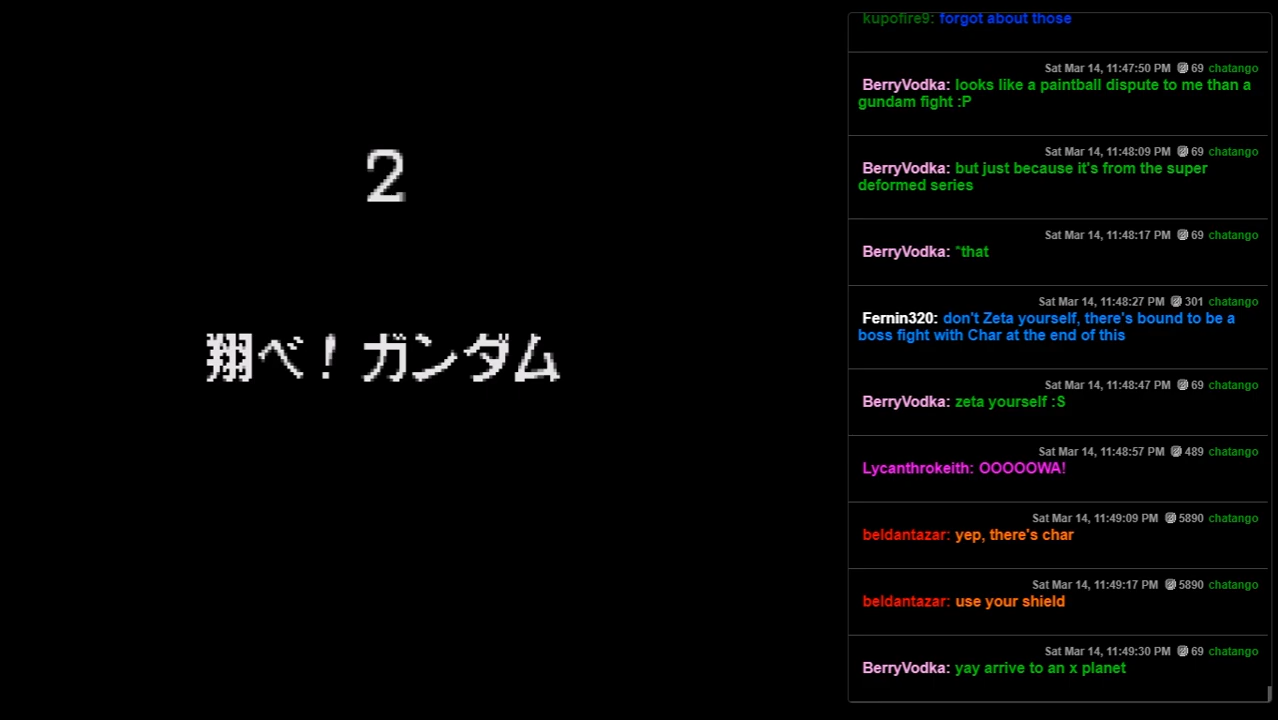 2
翔べ！ガンダム
kupofire9: forgot about those
Sat Mar 14, 11:47:50 PM 69 chatango
BerryVodka: looks like a paintball dispute to me than a
gundam fight :P
Sat Mar 14, 11:48:09 PM 69 chatango
BerryVodka: but just because it's from the super
deformed series
Sat Mar 14, 11:48:17 PM 69 chatango
BerryVodka: *that
Sat Mar 14, 11:48:27 PM 301 chatango
Fernin320: don't Zeta yourself, there's bound to be a
boss fight with Char at the end of this
Sat Mar 14, 11:48:47 PM 69 chatango
BerryVodka: zeta yourself :S
Sat Mar 14, 11:48:57 PM 489 chatango
Lycanthrokeith: OOOOOWA!
Sat Mar 14, 11:49:09 PM 5890 chatango
beldantazar: yep, there's char
Sat Mar 14, 11:49:17 PM 5890 chatango
beldantazar: use your shield
Sat Mar 14, 11:49:30 PM 69 chatango
BerryVodka: yay arrive to an x planet